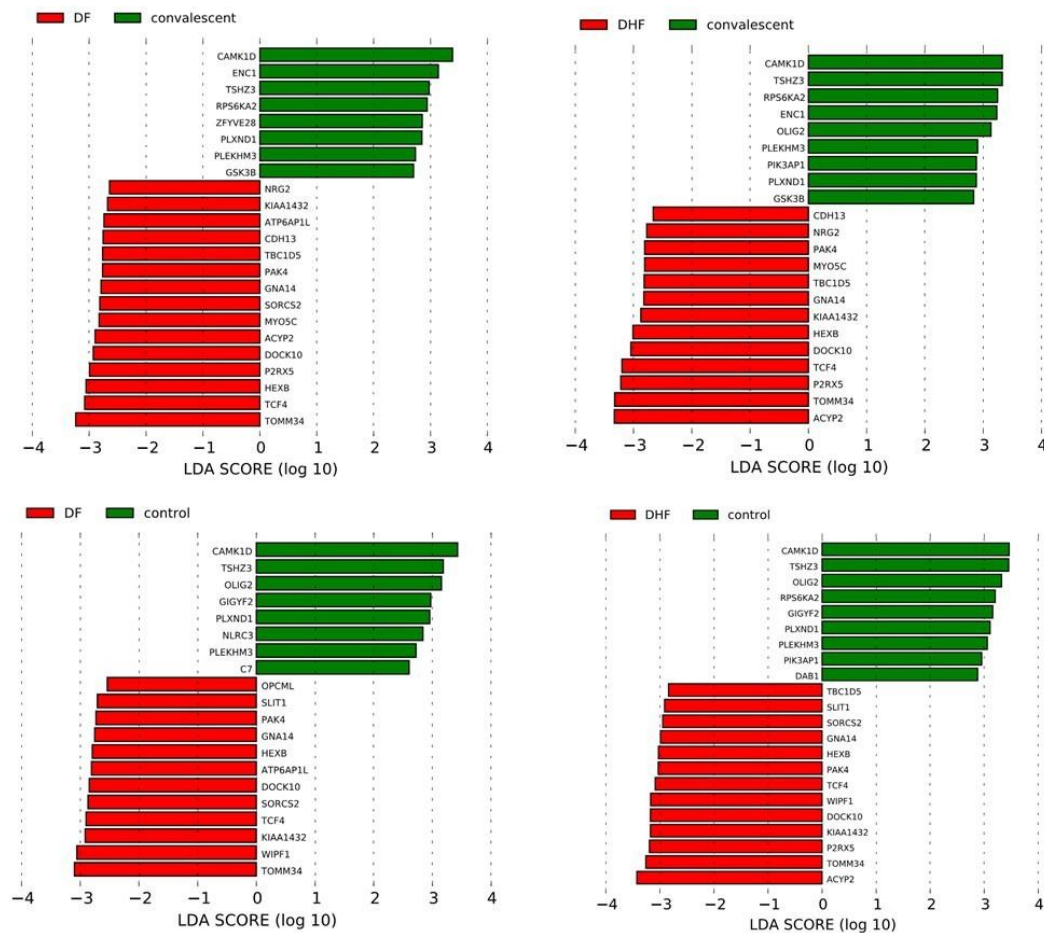 DF convalescent
CAMK1D
ENC1
TSHZ3
RPS6KA2
ZFYVE28
PLXND1
PLEKHM3
GSK3B
NRG2
KIAA1432
ATP6AP1L
CDH13
TBC1D5
PAK4
GNA14
SORCS2
MYO5C
ACYP2
DOCK10
P2RX5
HEXB
TCF4
TOMM34
−4 −3 −2 −1 0 1 2 3 4
LDA SCORE (log 10)
DHF convalescent
CAMK1D
TSHZ3
RPS6KA2
ENC1
OLIG2
PLEKHM3
PIK3AP1
PLXND1
GSK3B
CDH13
NRG2
PAK4
MYO5C
TBC1D5
GNA14
KIAA1432
HEXB
DOCK10
TCF4
P2RX5
TOMM34
ACYP2
−4 −3 −2 −1 0 1 2 3 4
LDA SCORE (log 10)
DF control
CAMK1D
TSHZ3
OLIG2
GIGYF2
PLXND1
NLRC3
PLEKHM3
C7
OPCML
SLIT1
PAK4
GNA14
HEXB
ATP6AP1L
DOCK10
SORCS2
TCF4
KIAA1432
WIPF1
TOMM34
−4 −3 −2 −1 0 1 2 3 4
LDA SCORE (log 10)
DHF control
CAMK1D
TSHZ3
OLIG2
RPS6KA2
GIGYF2
PLXND1
PLEKHM3
PIK3AP1
DAB1
TBC1D5
SLIT1
SORCS2
GNA14
HEXB
PAK4
TCF4
WIPF1
DOCK10
KIAA1432
P2RX5
TOMM34
ACYP2
−4 −3 −2 −1 0 1 2 3 4
LDA SCORE (log 10)